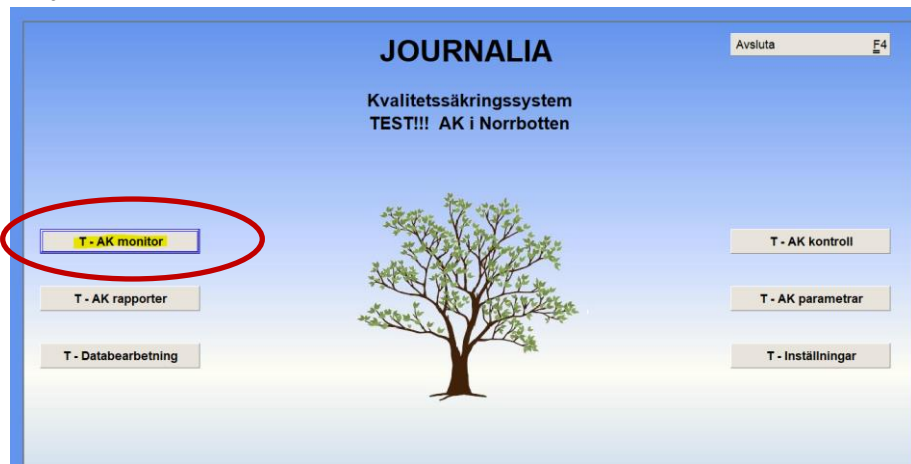 JOURNALIA
Avsluta F4
Kvalitetssäkringssystem
TEST!!! AK i Norrbotten
T - AK monitor
T - AK kontroll
T - AK rapporter
T - AK parametrar
T - Databearbetning
T - Inställningar